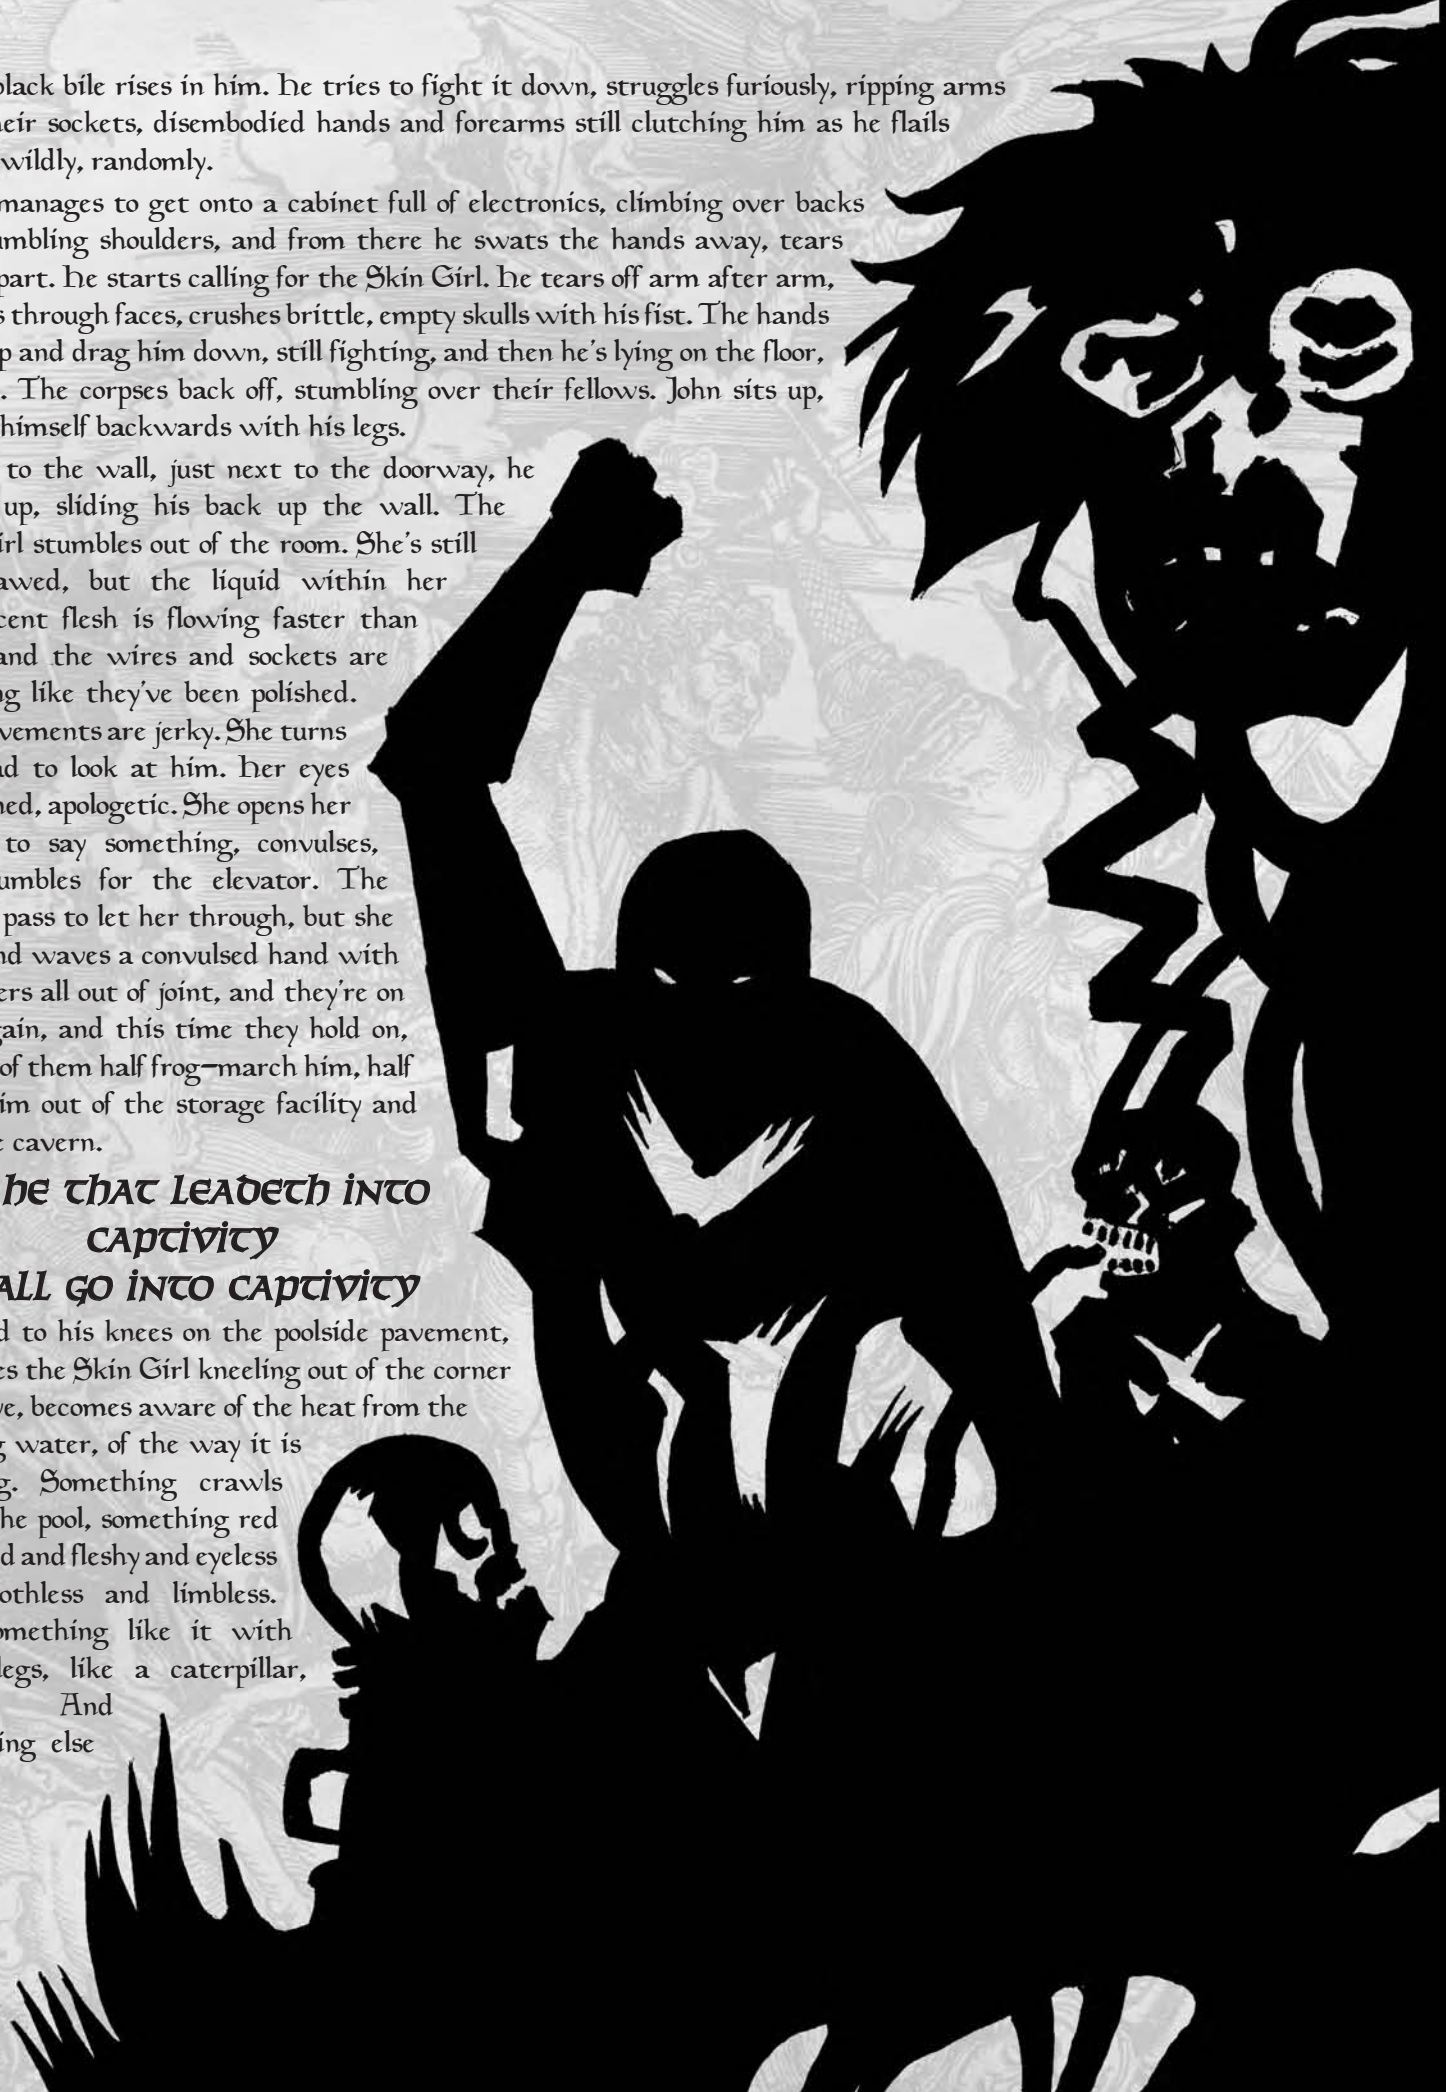 black bile rises in him. He tries to fight it down, struggles furiously, ripping arms
their sockets, disembodied hands and forearms still clutching him as he flails
wildly, randomly.
manages to get onto a cabinet full of electronics, climbing over backs
umbling shoulders, and from there he swats the hands away, tears
part. He starts calling for the Skin Girl. He tears off arm after arm,
s through faces, crushes brittle, empty skulls with his fist. The hands
p and drag him down, still fighting, and then he's lying on the floor,
. The corpses back off, stumbling over their fellows. John sits up,
himself backwards with his legs.
to the wall, just next to the doorway, he
up, sliding his back up the wall. The
irl stumbles out of the room. She's still
awed, but the liquid within her
cent flesh is flowing faster than
and the wires and sockets are
ng like they've been polished.
vements are jerky. She turns
ad to look at him. Her eyes
ned, apologetic. She opens her
to say something, convulses,
umbles for the elevator. The
pass to let her through, but she
nd waves a convulsed hand with
ers all out of joint, and they're on
gain, and this time they hold on,
of them half frog-march him, half
im out of the storage facility and
e cavern.
HE THAT LEADETH INTO
CAPTIVITY
ALL GO INTO CAPTIVITY
d to his knees on the poolside pavement,
es the Skin Girl kneeling out of the corner
ye, becomes aware of the heat from the
g water, of the way it is
g. Something crawls
the pool, something red
d and fleshy and eyeless
othless and limbless.
omething like it with
legs, like a caterpillar,
And
ing else